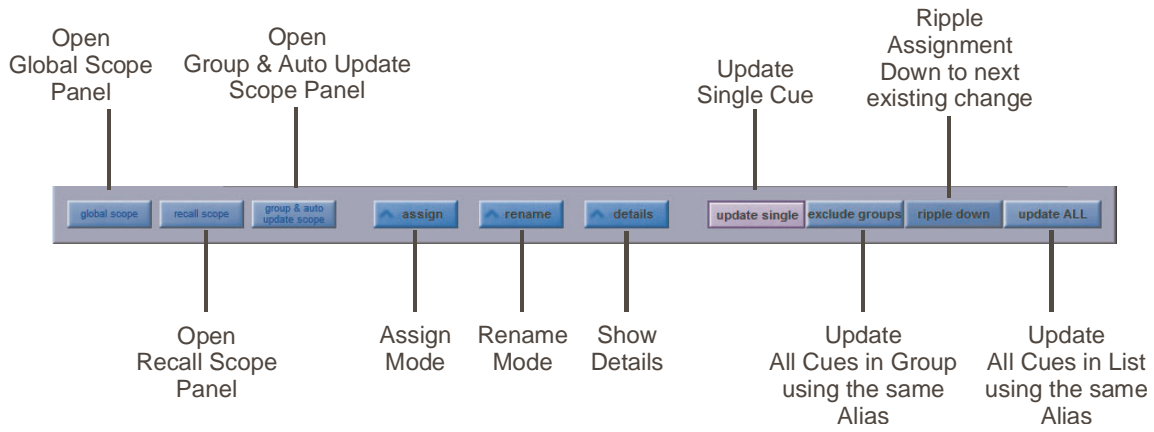 Open
Global Scope
Panel
Open
Group & Auto Update
Scope Panel
Update
Single Cue
Ripple
Assignment
Down to next
existing change
global scope
recall scope
group & auto
update scope
assign
rename
details
update single
exclude groups
ripple down
update ALL
Open
Recall Scope
Panel
Assign
Mode
Rename
Mode
Show
Details
Update
All Cues in Group
using the same
Alias
Update
All Cues in List
using the same
Alias